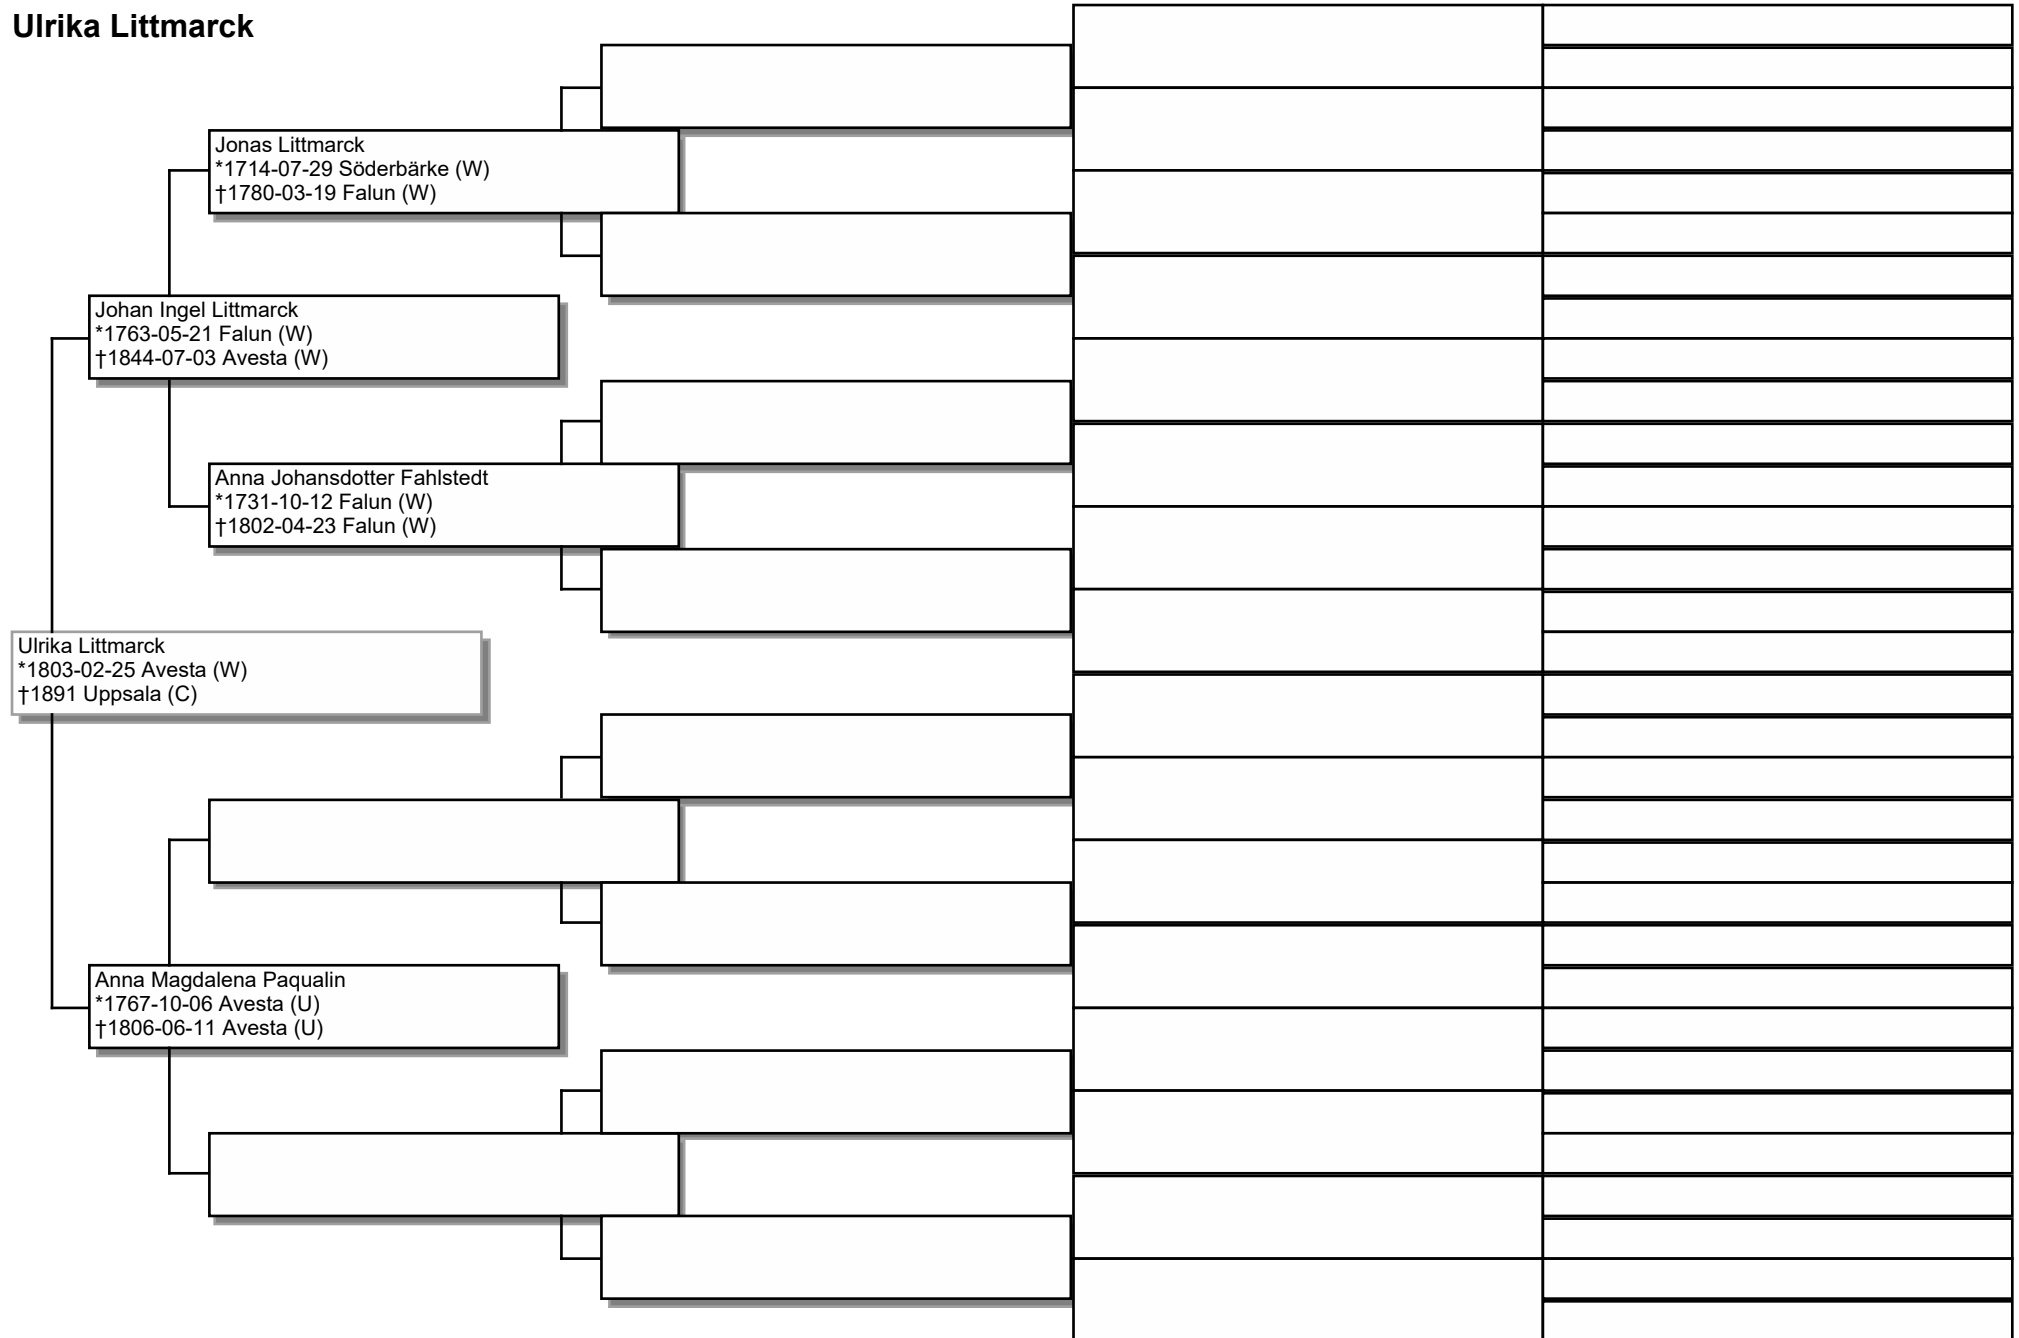 Ulrika Littmarck
Jonas Littmarck
*1714-07-29 Söderbärke (W)
†1780-03-19 Falun (W)
Johan Ingel Littmarck
*1763-05-21 Falun (W)
†1844-07-03 Avesta (W)
Anna Johansdotter Fahlstedt
*1731-10-12 Falun (W)
†1802-04-23 Falun (W)
Ulrika Littmarck
*1803-02-25 Avesta (W)
†1891 Uppsala (C)
Anna Magdalena Paqualin
*1767-10-06 Avesta (U)
†1806-06-11 Avesta (U)